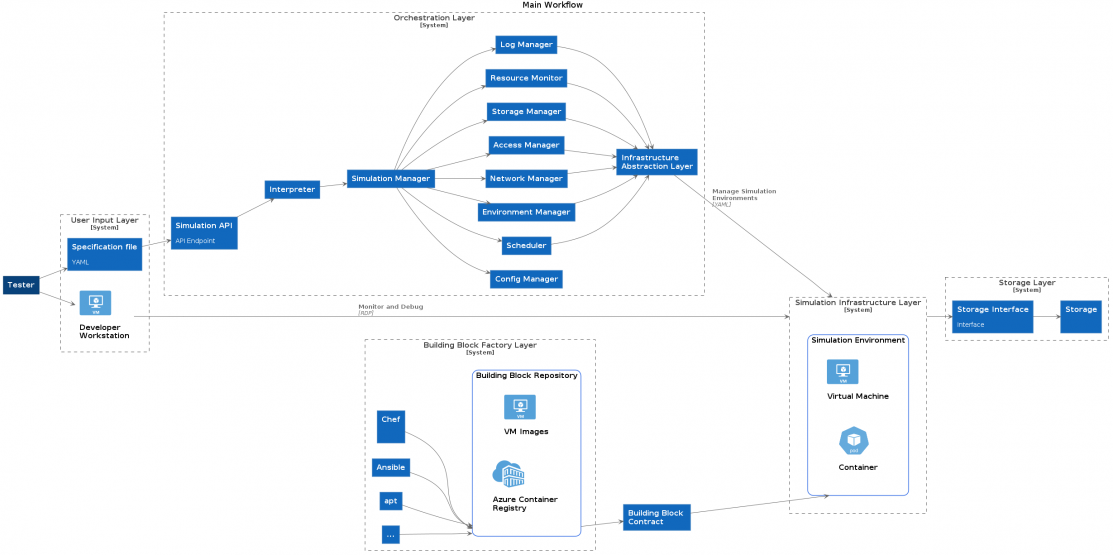 Main Workflow
Orchestration Layer
[System]
Log Manager
Resource Monitor
Storage Manager
Access Manager
Infrastructure
Abstraction Layer
Simulation Manager
Network Manager
Interpreter
Environment Manager
Simulation API
API Endpoint
Scheduler
Config Manager
Manage Simulation
Environments
[YAML]
User Input Layer
[System]
Specification file
YAML
Tester
VM
Developer
Workstation
Monitor and Debug
[RDP]
Simulation Infrastructure Layer
[System]
Simulation Environment
VM
Virtual Machine
pod
Container
Storage Layer
[System]
Storage Interface
Interface
Storage
Building Block Factory Layer
[System]
Building Block Repository
VM
VM Images
Azure Container
Registry
Chef
Ansible
apt
...
Building Block
Contract